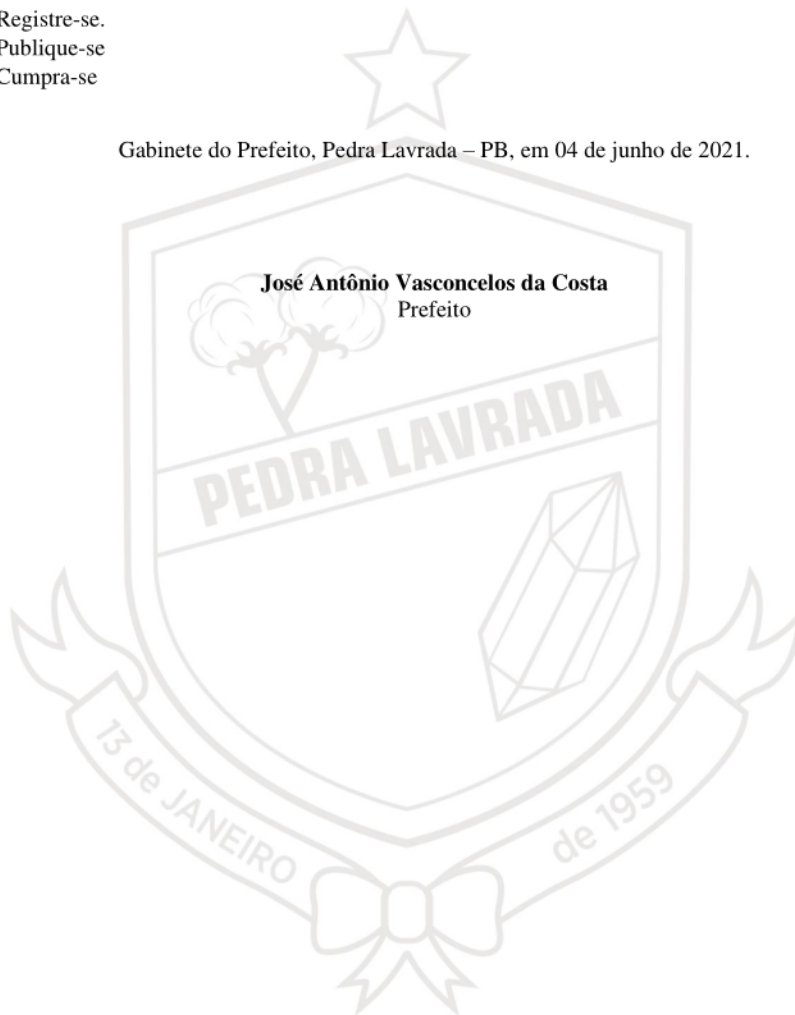 Registre-se.
Publique-se
Cumpra-se
Gabinete do Prefeito, Pedra Lavrada – PB, em 04 de junho de 2021.
José Antônio Vasconcelos da Costa
Prefeito
PEDRA LAVRADA
13 de JANEIRO de 1959